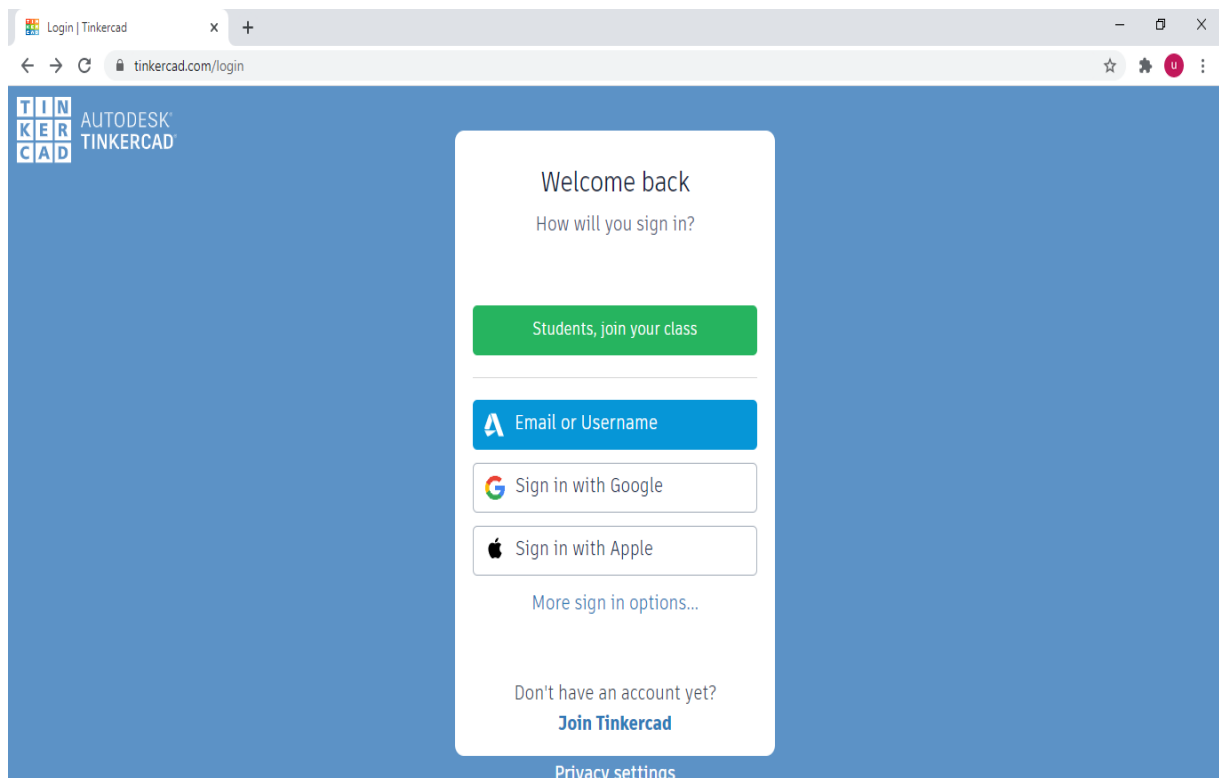 Login | Tinkercad
tinkercad.com/login
U
TIN
KER
CAD
AUTODESK®
TINKERCAD®
Welcome back
How will you sign in?
Students, join your class
Email or Username
Sign in with Google
Sign in with Apple
More sign in options...
Don't have an account yet?
Join Tinkercad
Privacy settings